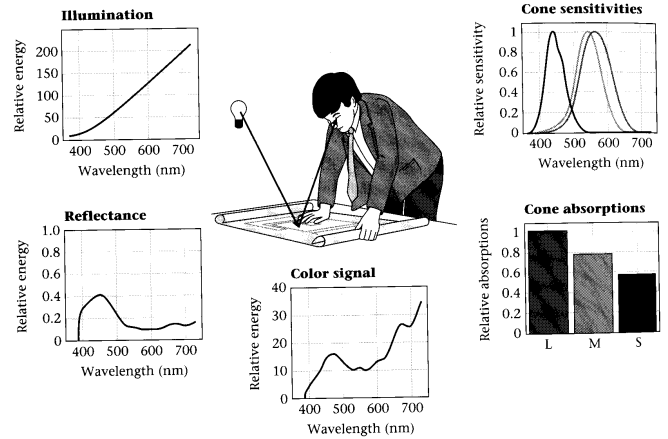 Illumination
Relative energy
200
150
100
50
0
400 500 600 700
Wavelength (nm)
Cone sensitivities
Relative sensitivity
1
0.8
0.6
0.4
0.2
0
400 500 600 700
Wavelength (nm)
Reflectance
Relative energy
1.0
0.8
0.6
0.4
0.2
0
400 500 600 700
Wavelength (nm)
Color signal
Relative energy
40
30
20
10
0
400 500 600 700
Wavelength (nm)
Cone absorptions
Relative absorptions
1
0.8
0.6
0.4
0.2
0
L M S